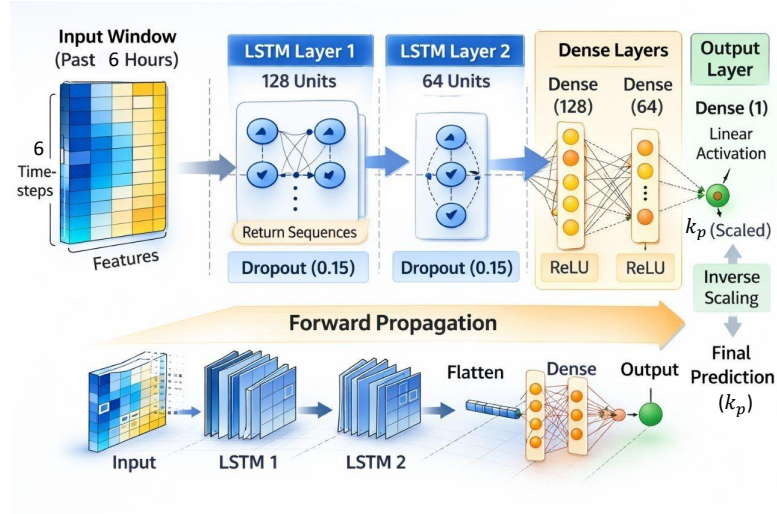 Input Window
(Past 6 Hours)
6
Time-
steps
Features
LSTM Layer 1
128 Units
Return Sequences
Dropout (0.15)
LSTM Layer 2
64 Units
Dropout (0.15)
Dense Layers
Dense
(128)
Dense
(64)
ReLU
ReLU
Output
Layer
Dense (1)
Linear
Activation
k_p (Scaled)
Inverse
Scaling
Final
Prediction
(k_p)
Forward Propagation
Input
LSTM 1
LSTM 2
Flatten
Dense
Output